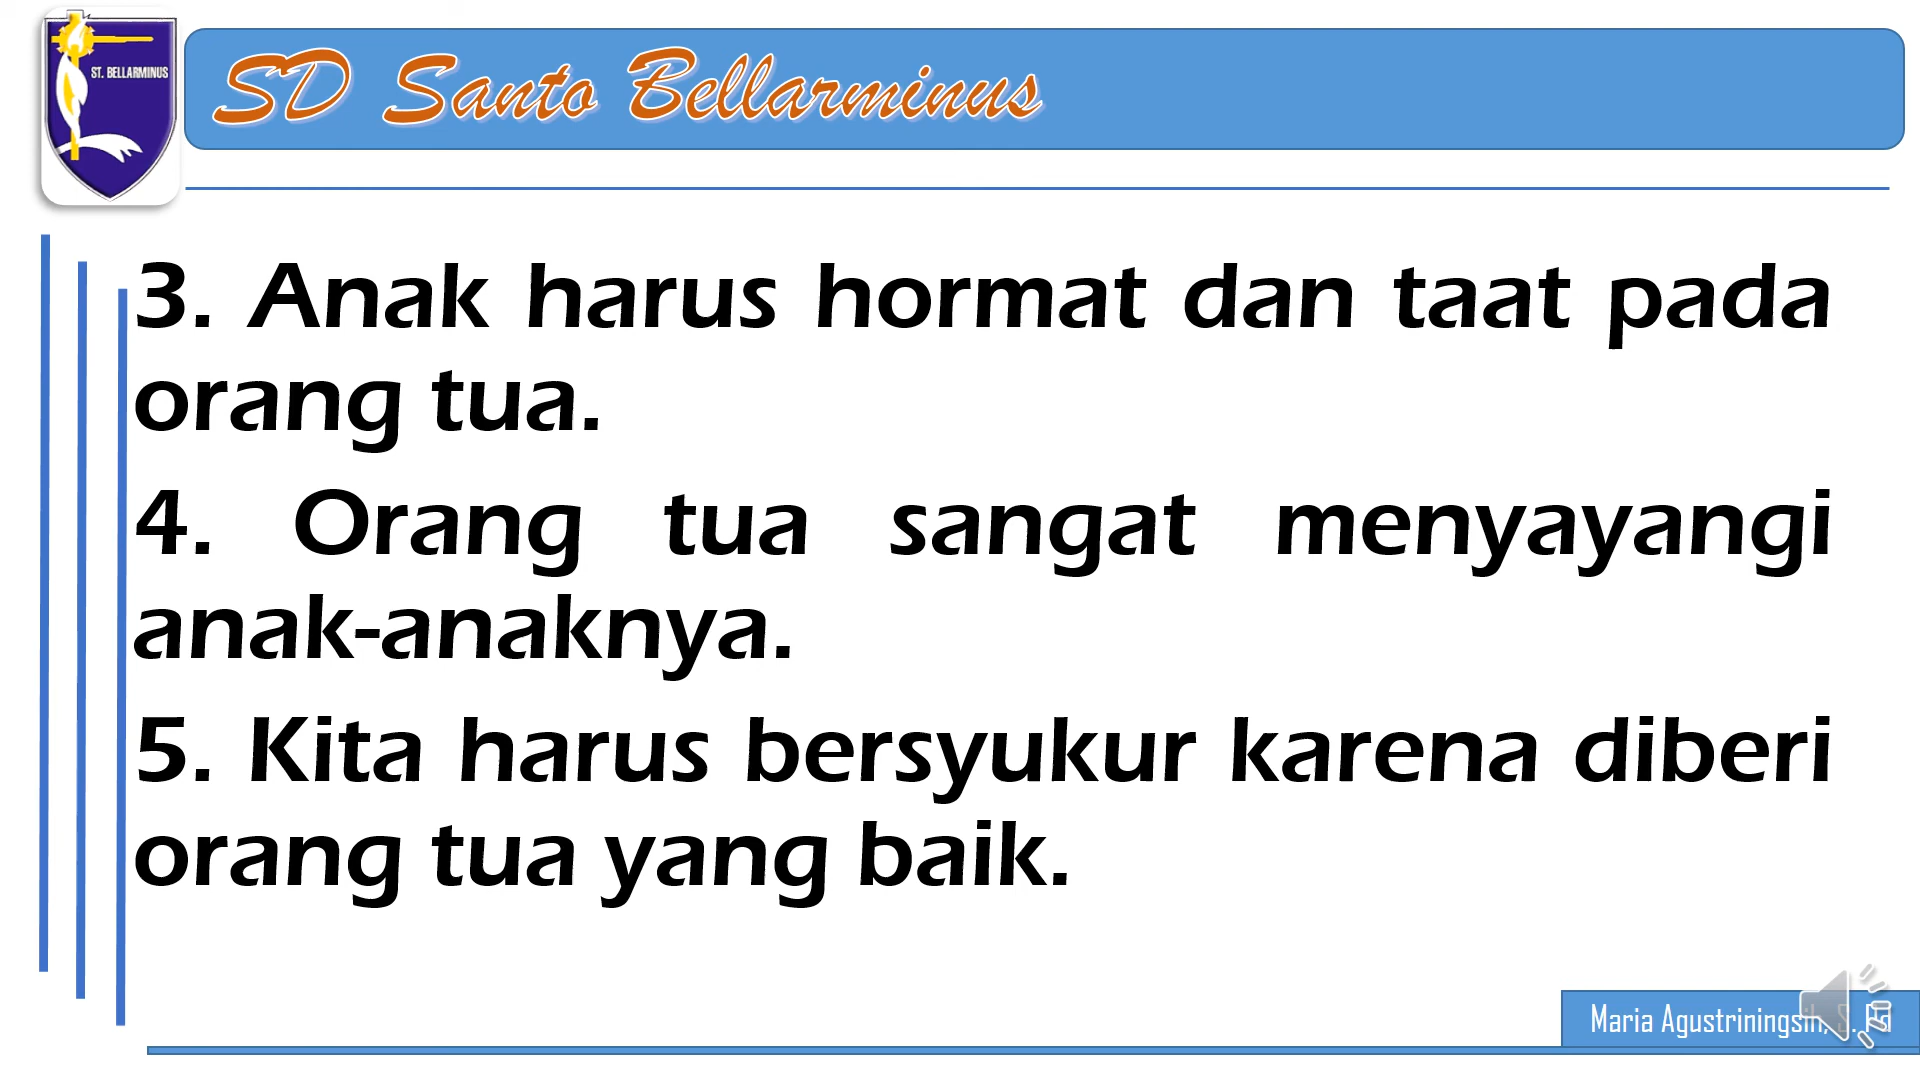 ST. BELLARMINUS
SD Santo Bellarminus
3. Anak harus hormat dan taat pada
orang tua.
4. Orang tua sangat menyayangi
anak-anaknya.
5. Kita harus bersyukur karena diberi
orang tua yang baik.
Maria Agustriningsih, S. Pd